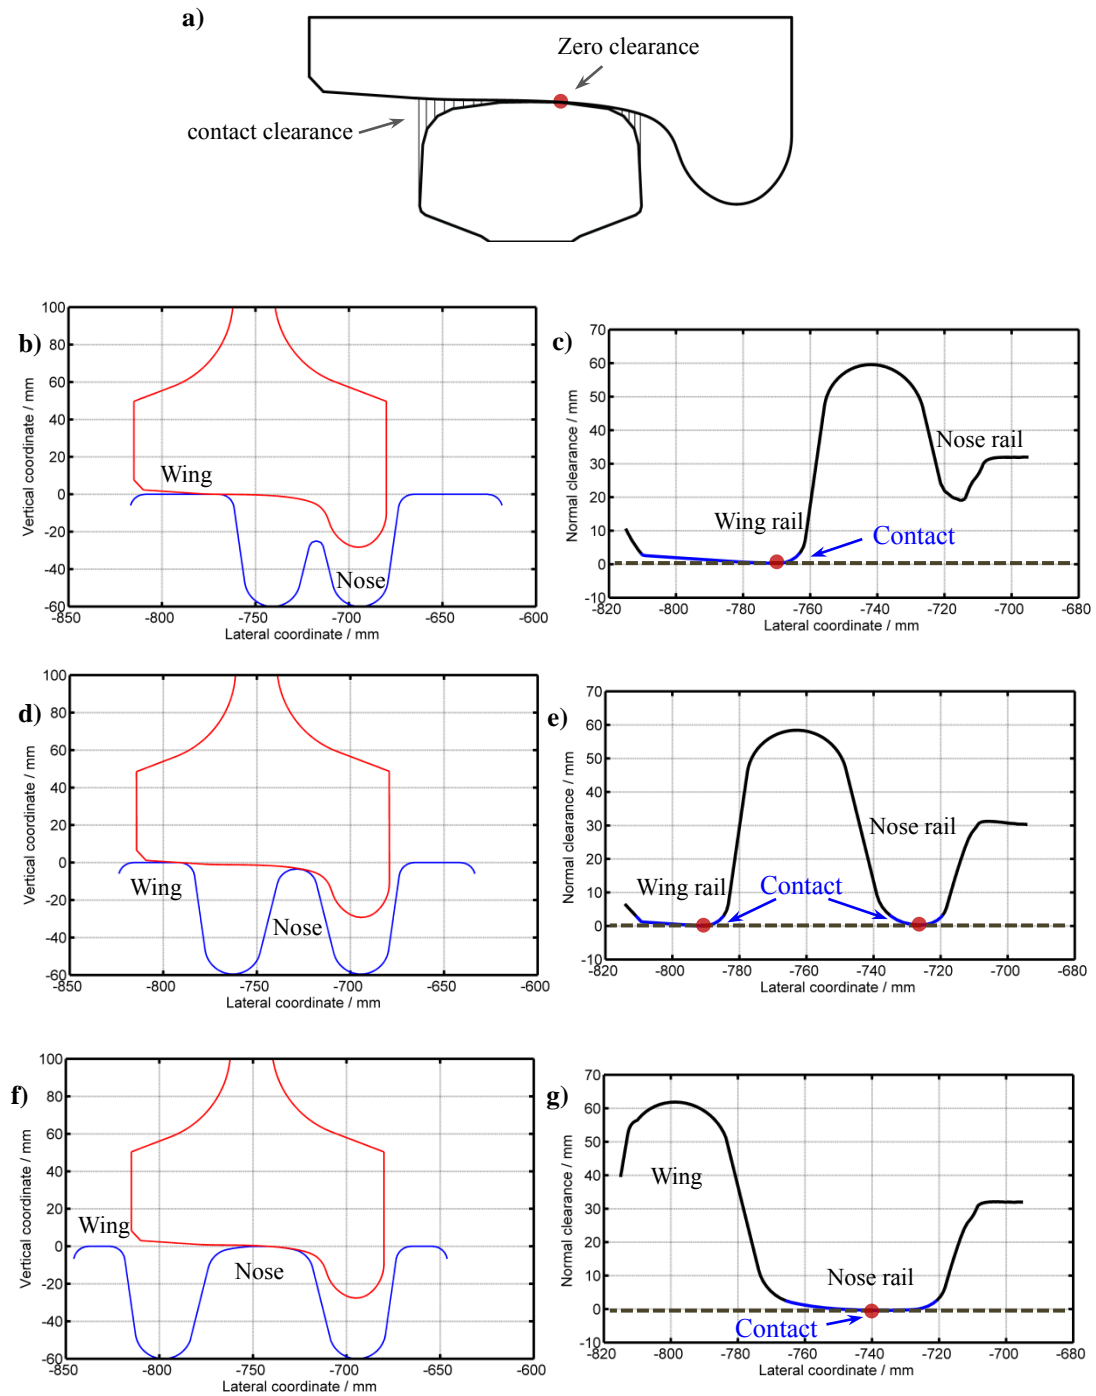 a)
Zero clearance
contact clearance
b)
Vertical coordinate / mm
100
80
60
40
20
0
-20
-40
-60
Wing
Nose
-850
-800
-750
-700
-650
-600
Lateral coordinate / mm
c)
Normal clearance / mm
70
60
50
40
30
20
10
0
-10
Nose rail
Wing rail
Contact
-820
-800
-780
-760
-740
-720
-700
-680
Lateral coordinate / mm
d)
Vertical coordinate / mm
100
80
60
40
20
0
-20
-40
-60
Wing
Nose
-850
-800
-750
-700
-650
-600
Lateral coordinate / mm
e)
Normal clearance / mm
70
60
50
40
30
20
10
0
-10
Nose rail
Wing rail
Contact
-820
-800
-780
-760
-740
-720
-700
-680
Lateral coordinate / mm
f)
Vertical coordinate / mm
100
80
60
40
20
0
-20
-40
-60
Wing
Nose
-850
-800
-750
-700
-650
-600
Lateral coordinate / mm
g)
Normal clearance / mm
70
60
50
40
30
20
10
0
-10
Wing
Nose rail
Contact
-820
-800
-780
-760
-740
-720
-700
-680
Lateral coordinate / mm